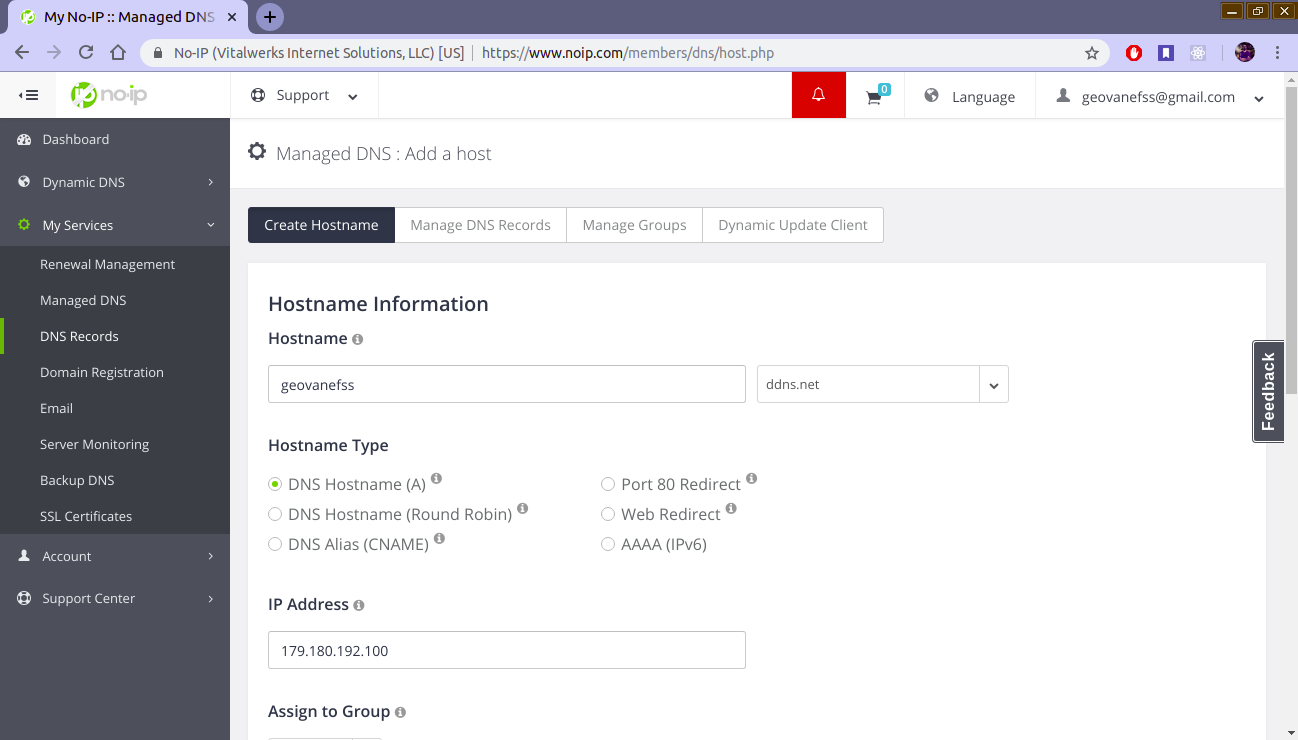 My No-IP :: Managed DNS
No-IP (Vitalwerks Internet Solutions, LLC) [US] https://www.noip.com/members/dns/host.php
no-ip
Support
0
Language
geovanefss@gmail.com
Dashboard
Dynamic DNS
My Services
Renewal Management
Managed DNS
DNS Records
Domain Registration
Email
Server Monitoring
Backup DNS
SSL Certificates
Account
Support Center
Managed DNS : Add a host
Create Hostname Manage DNS Records Manage Groups Dynamic Update Client
Hostname Information
Hostname
geovanefss ddns.net
Hostname Type
DNS Hostname (A) Port 80 Redirect
DNS Hostname (Round Robin) Web Redirect
DNS Alias (CNAME) AAAA (IPv6)
IP Address
179.180.192.100
Assign to Group
Feedback